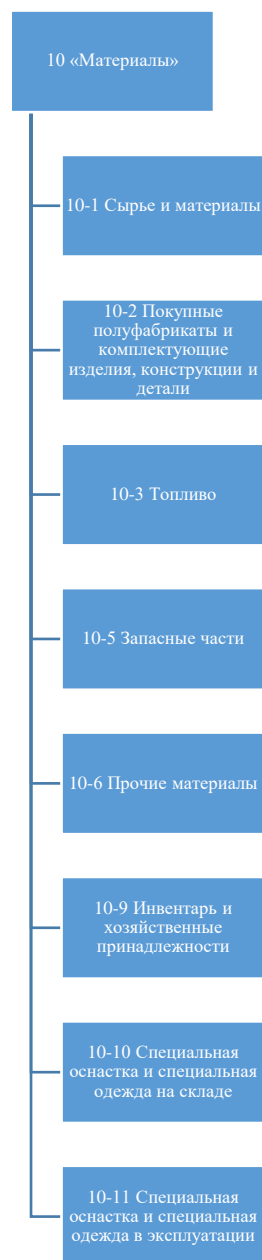 10 «Материалы»
10-1 Сырье и материалы
10-2 Покупные
полуфабрикаты и
комплектующие
изделия, конструкции и
детали
10-3 Топливо
10-5 Запасные части
10-6 Прочие материалы
10-9 Инвентарь и
хозяйственные
принадлежности
10-10 Специальная
оснастка и специальная
одежда на складе
10-11 Специальная
оснастка и специальная
одежда в эксплуатации